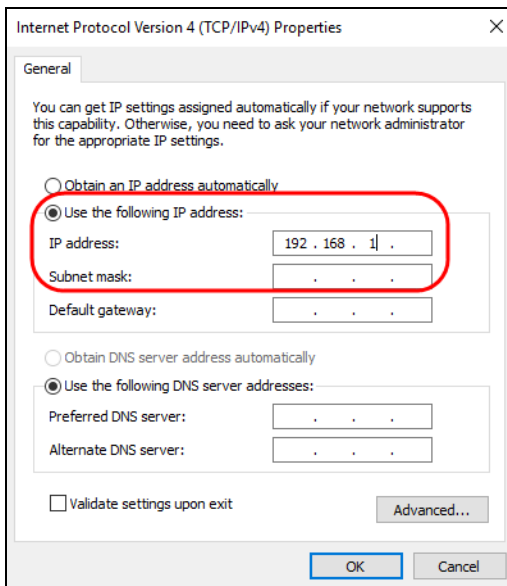 Internet Protocol Version 4 (TCP/IPv4) Properties
General
You can get IP settings assigned automatically if your network supports
this capability. Otherwise, you need to ask your network administrator
for the appropriate IP settings.
Obtain an IP address automatically
Use the following IP address:
IP address: 192 . 168 . 1 .
Subnet mask: . . .
Default gateway: . . .
Obtain DNS server address automatically
Use the following DNS server addresses:
Preferred DNS server: . . .
Alternate DNS server: . . .
Validate settings upon exit
Advanced...
OK Cancel